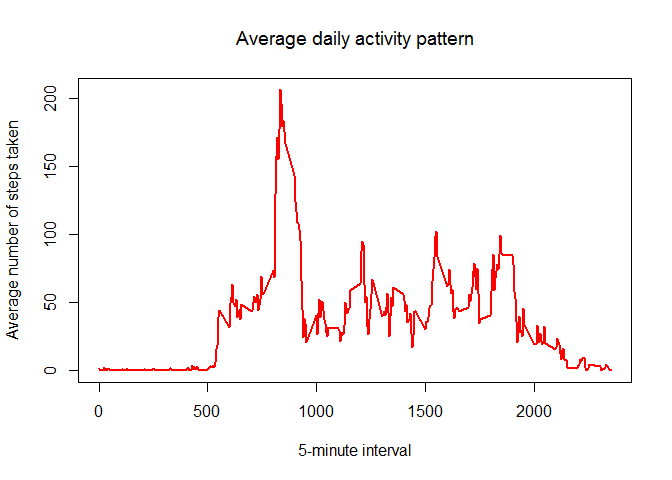 Average daily activity pattern
Average number of steps taken
200
150
100
50
0
0 500 1000 1500 2000
5-minute interval